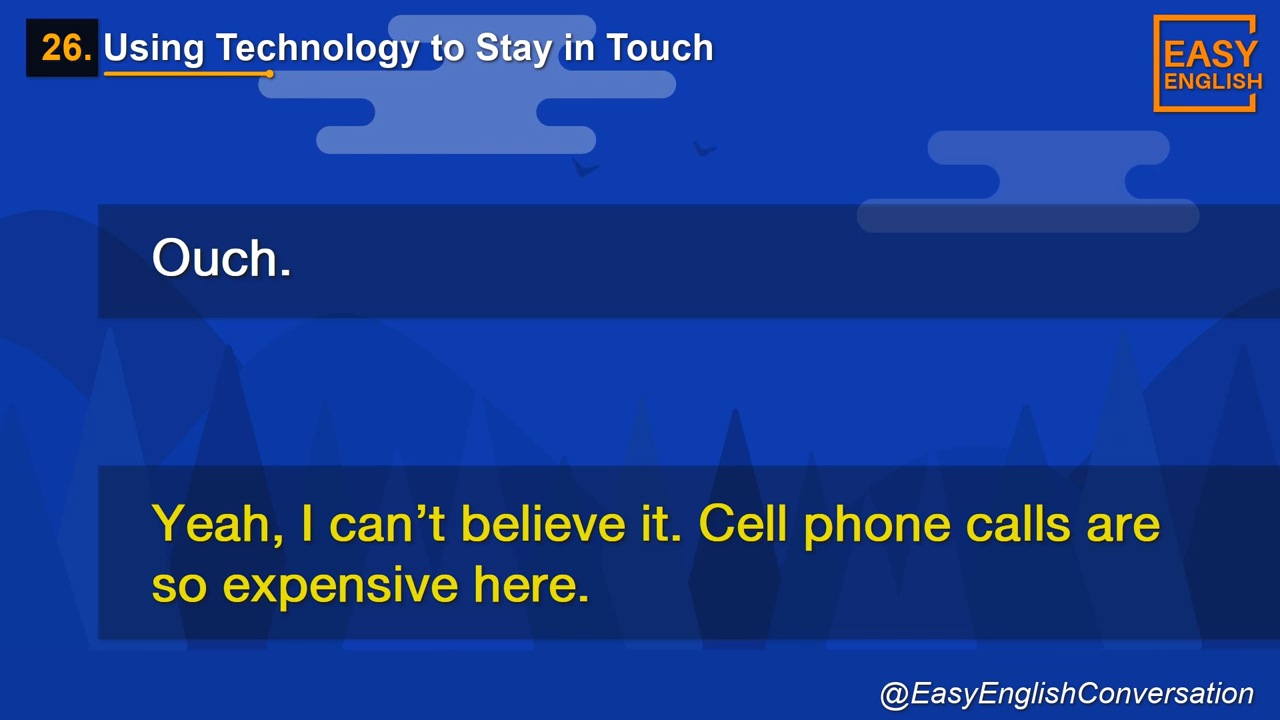 26. Using Technology to Stay in Touch
EASY
ENGLISH
Ouch.
Yeah, I can’t believe it. Cell phone calls are
so expensive here.
@EasyEnglishConversation